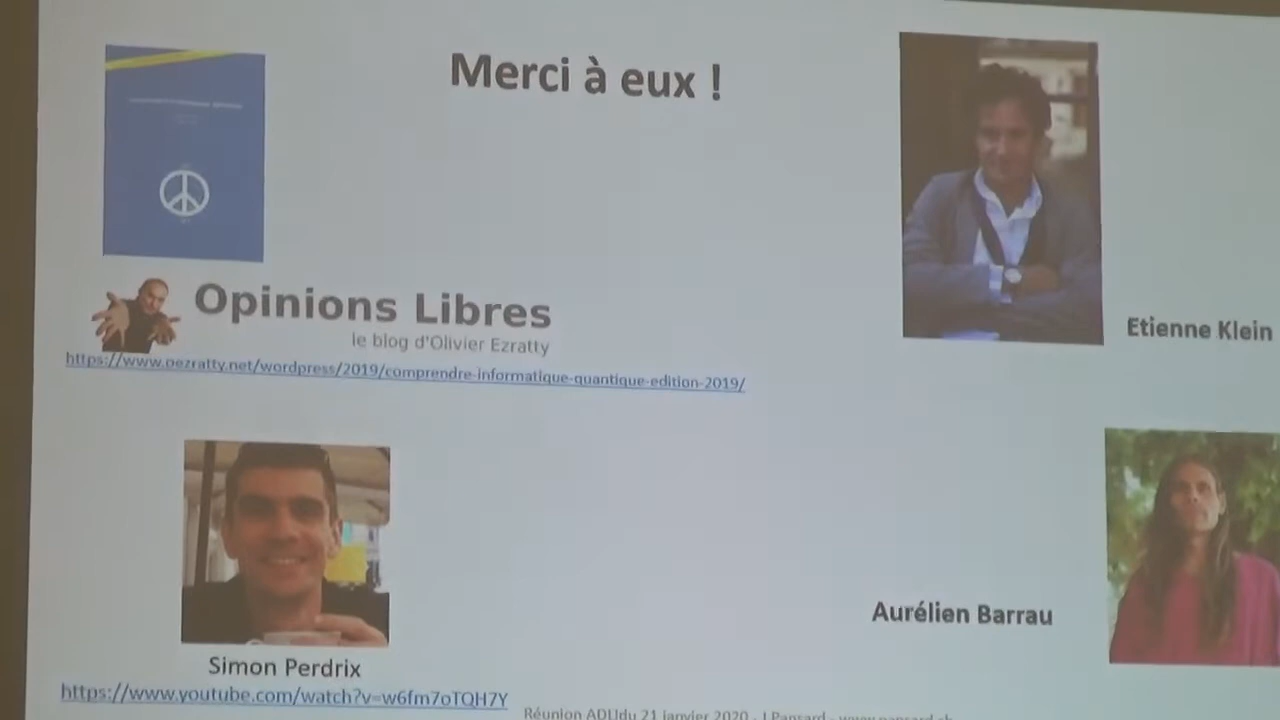 Merci à eux !
Opinions Libres
le blog d'Olivier Ezratty
https://www.oezratty.net/wordpress/2019/comprendre-informatique-quantique-edition-2019/
Etienne Klein
Aurélien Barrau
Simon Perdrix
https://www.youtube.com/watch?v=w6fm7oTQH7Y
Réunion ADIJdu 21 janvier 2020 - J Pansard -